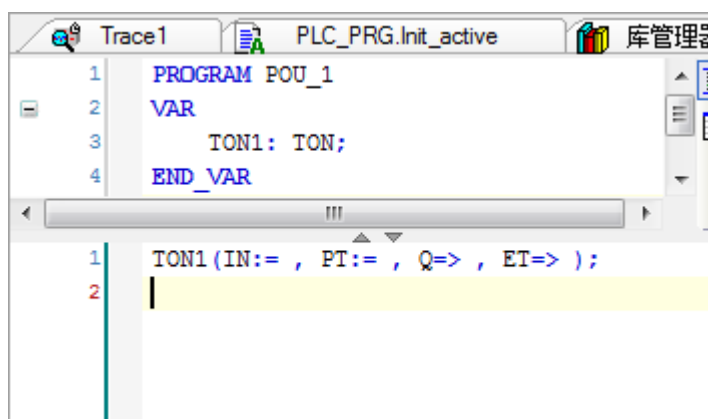 Trace1 PLC_PRG.Init_active 库管理器
1 PROGRAM POU_1
2 VAR
3 TON1: TON;
4 END_VAR
1 TON1(IN:= , PT:= , Q=> , ET=> );
2